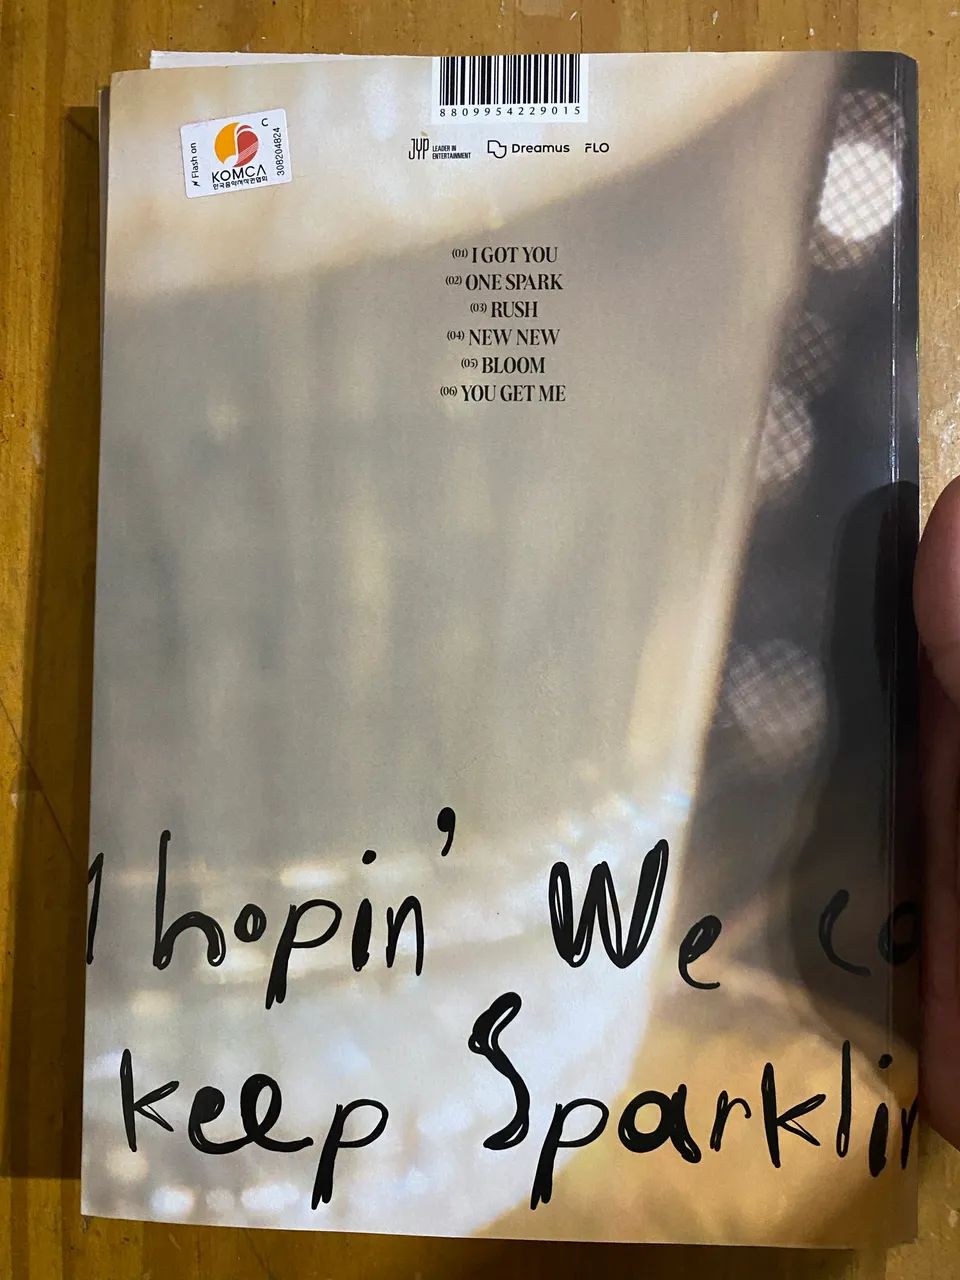 8809954229015
JYP LEADER IN ENTERTAINMENT Dreamus FLO
Flash on
C
KOMCA
한국음악저작권협회
308204824
(01) I GOT YOU
(02) ONE SPARK
(03) RUSH
(04) NEW NEW
(05) BLOOM
(06) YOU GET ME
hopin' We co
keep Sparklin